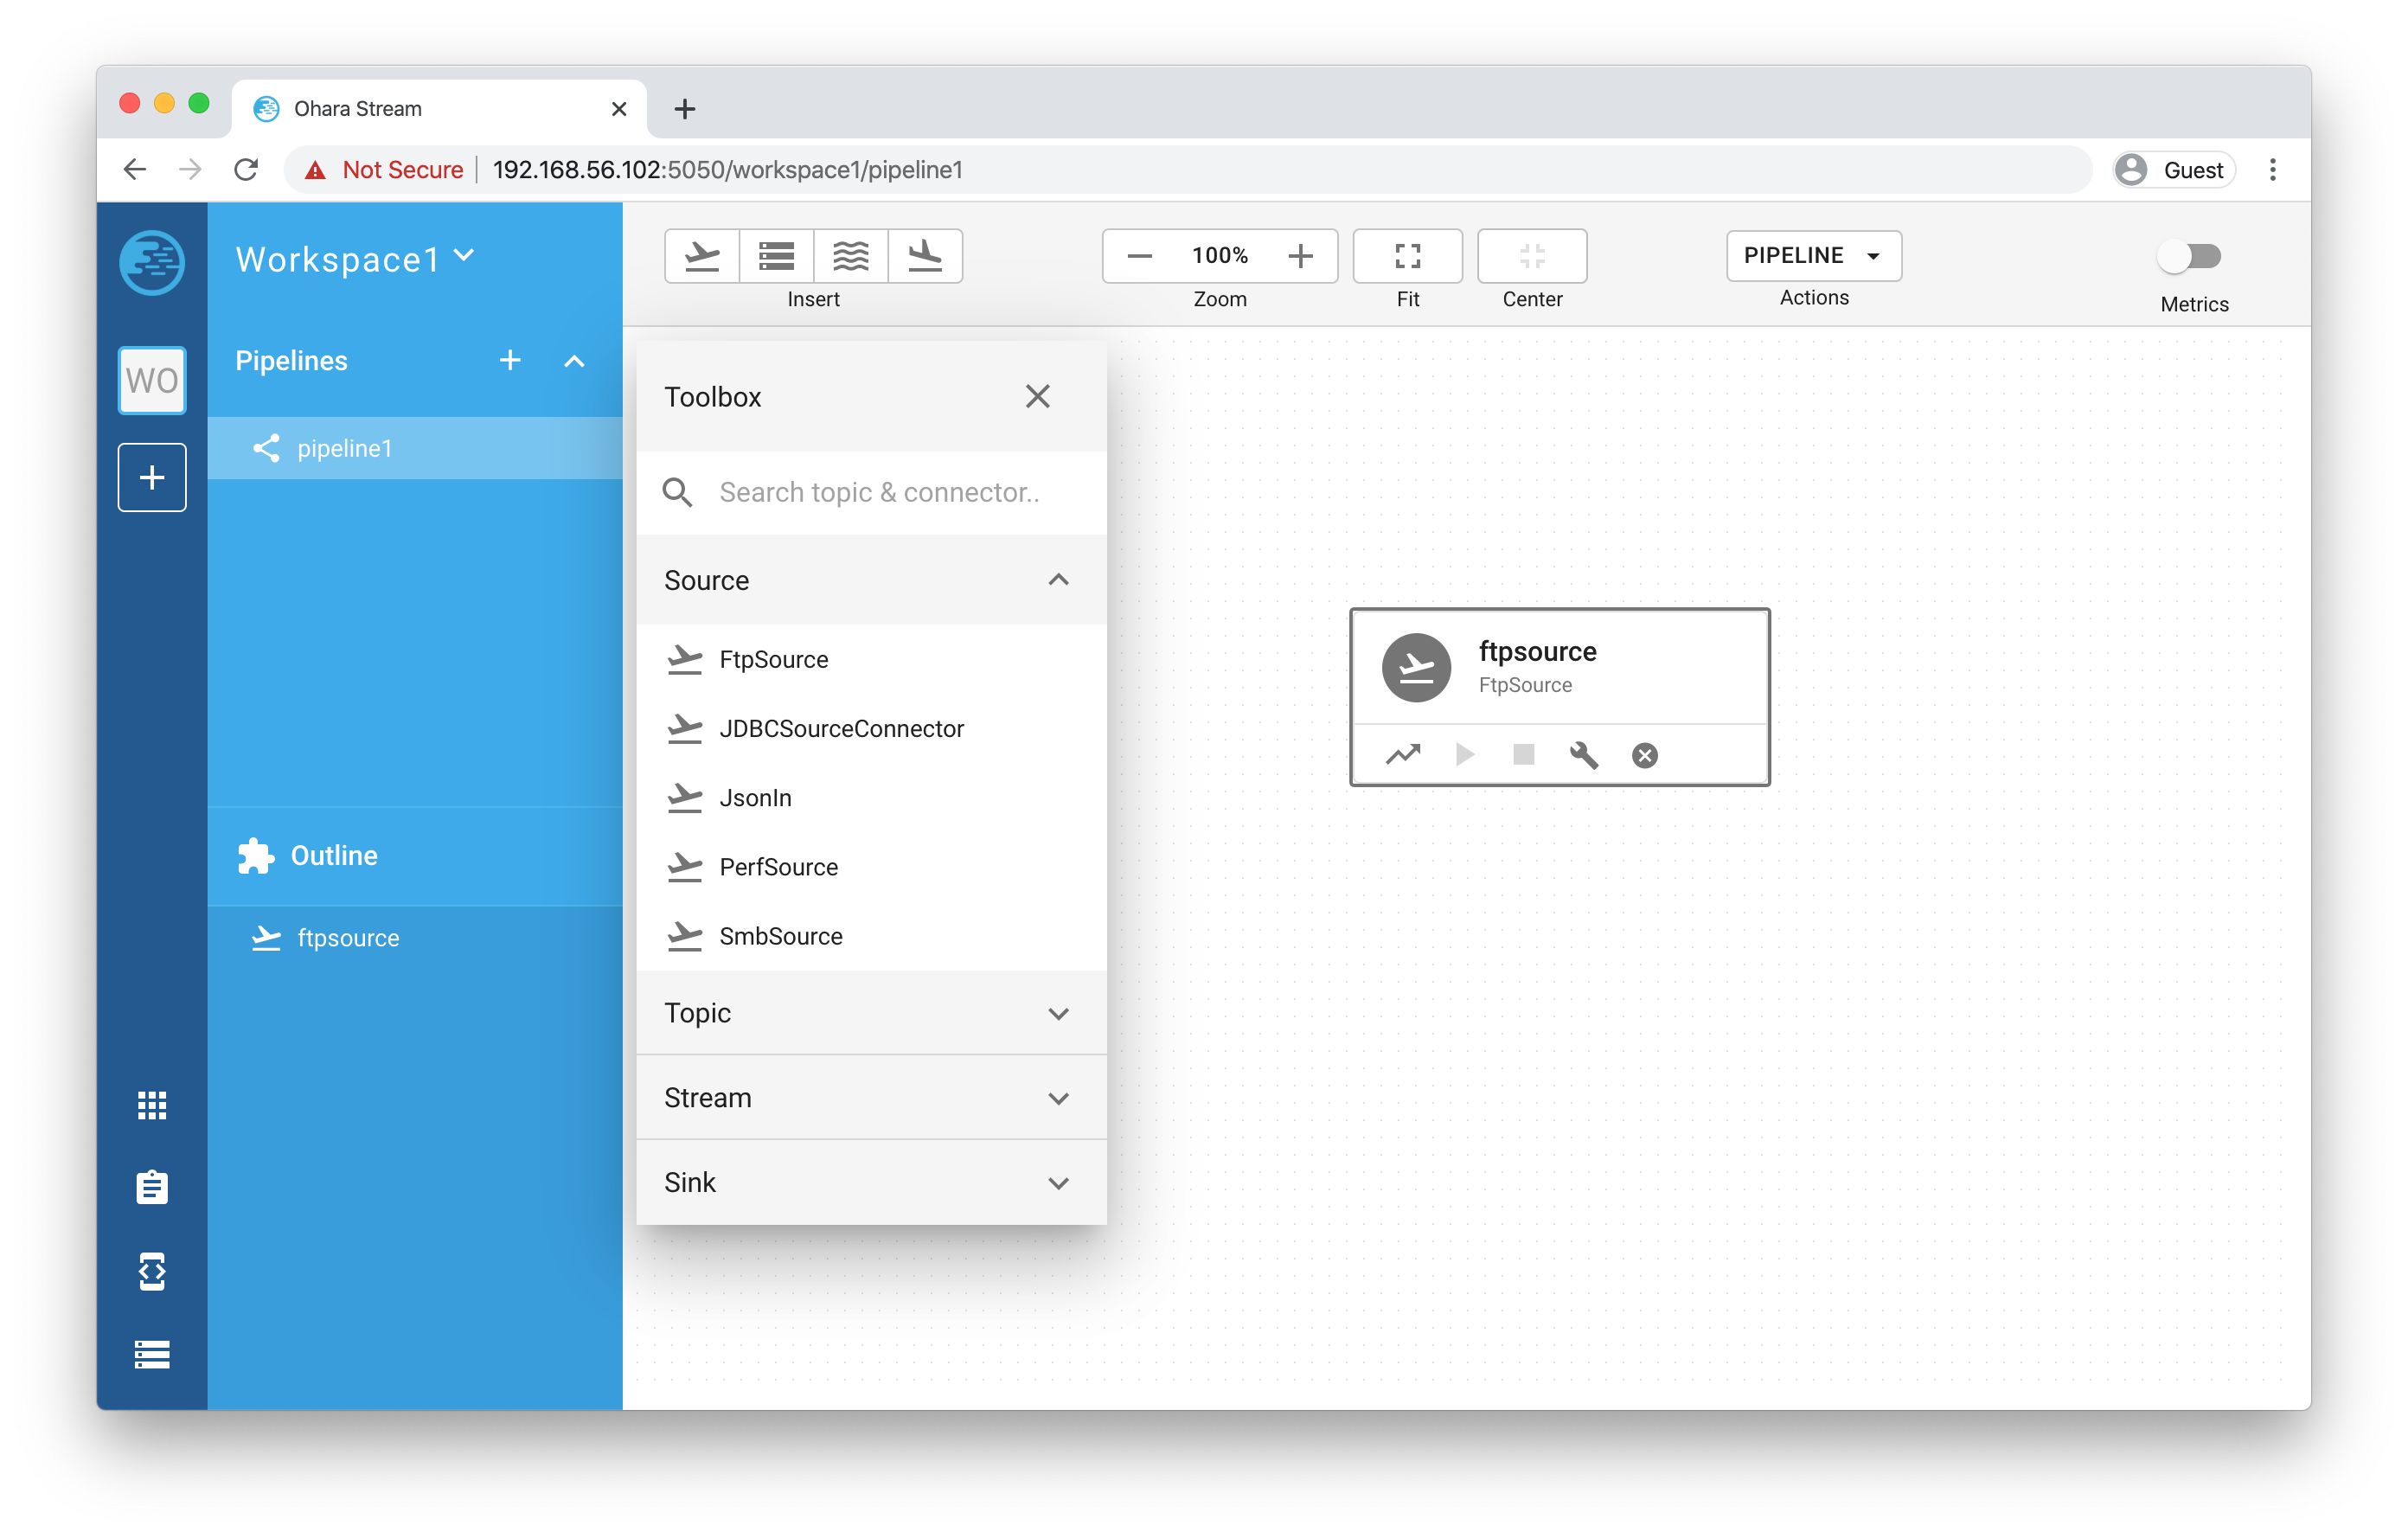 Ohara Stream
Not Secure
192.168.56.102:5050/workspace1/pipeline1
Guest
Workspace1
WO
Pipelines
pipeline1
Outline
ftpsource
Insert
100%
Zoom
Fit
Center
PIPELINE
Actions
Metrics
Toolbox
Search topic & connector..
Source
FtpSource
JDBCSourceConnector
JsonIn
PerfSource
SmbSource
Topic
Stream
Sink
ftpsource
FtpSource